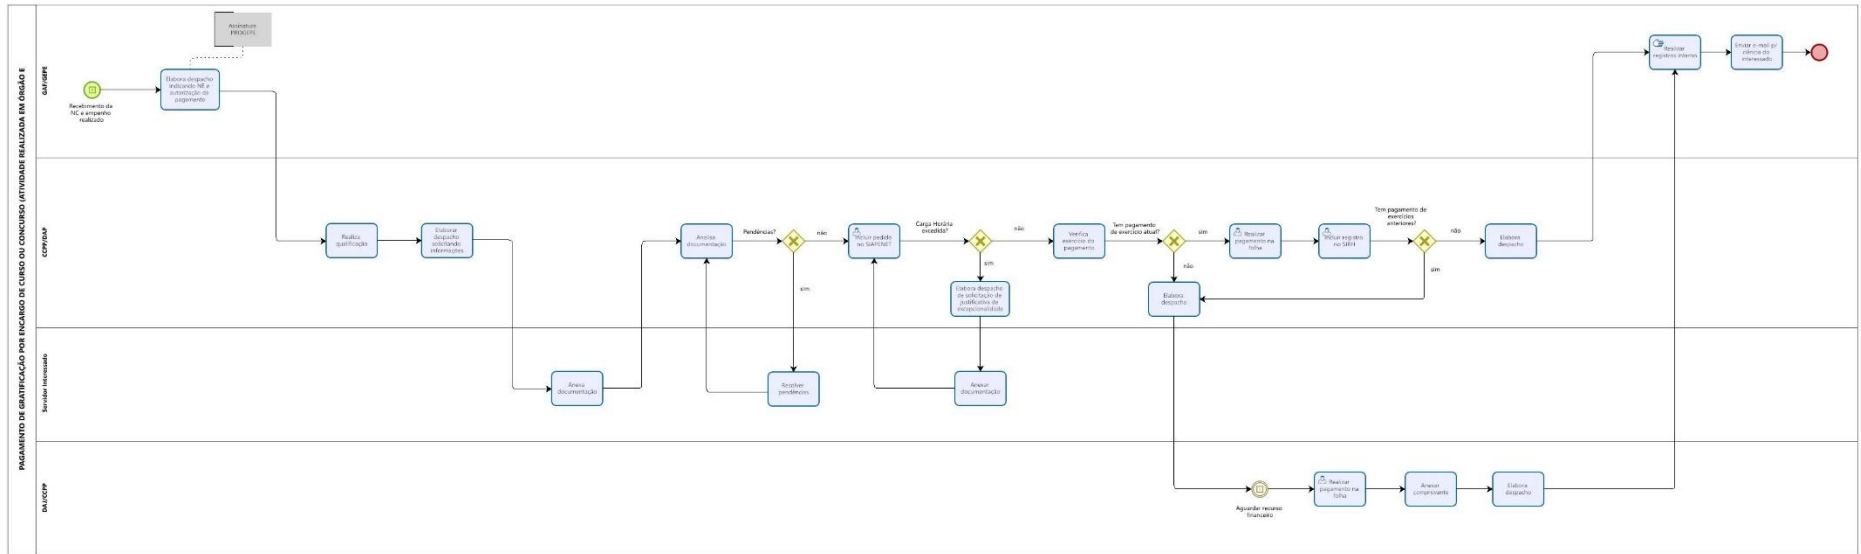 PAGAMENTO DE GRATIFICAÇÃO POR ENCARGO DE CURSO OU CONCURSO (ATIVIDADE REALIZADA EM ÓRGÃO E
GAF/GEPE
Assinatura
PROGEPE
Recebimento da
NC e empenho
realizado
Elabora despacho
indicando NE e
autorização de
pagamento
Realizar
registros internos
Enviar e-mail p/
ciência do
interessado
CCPP/DAP
Realiza
qualificação
Elaborar
despacho
solicitando
informações
Analisa
documentação
Pendências?
não
sim
Incluir pedido
no SIAPENET
Carga Horária
excedida?
não
sim
Elabora despacho
de solicitação de
justificativa de
excepcionalidade
Verifica
exercício do
pagamento
Tem pagamento
de exercício atual?
sim
não
Elabora
despacho
Realizar
pagamento na
folha
Incluir registro
no SIRH
Tem pagamento de
exercícios
anteriores?
não
sim
Elabora
despacho
Servidor Interessado
Anexa
documentação
Resolver
pendências
Anexar
documentação
Aguardar recurso
financeiro
Realizar
pagamento na
folha
Anexar
comprovante
Elabora
despacho